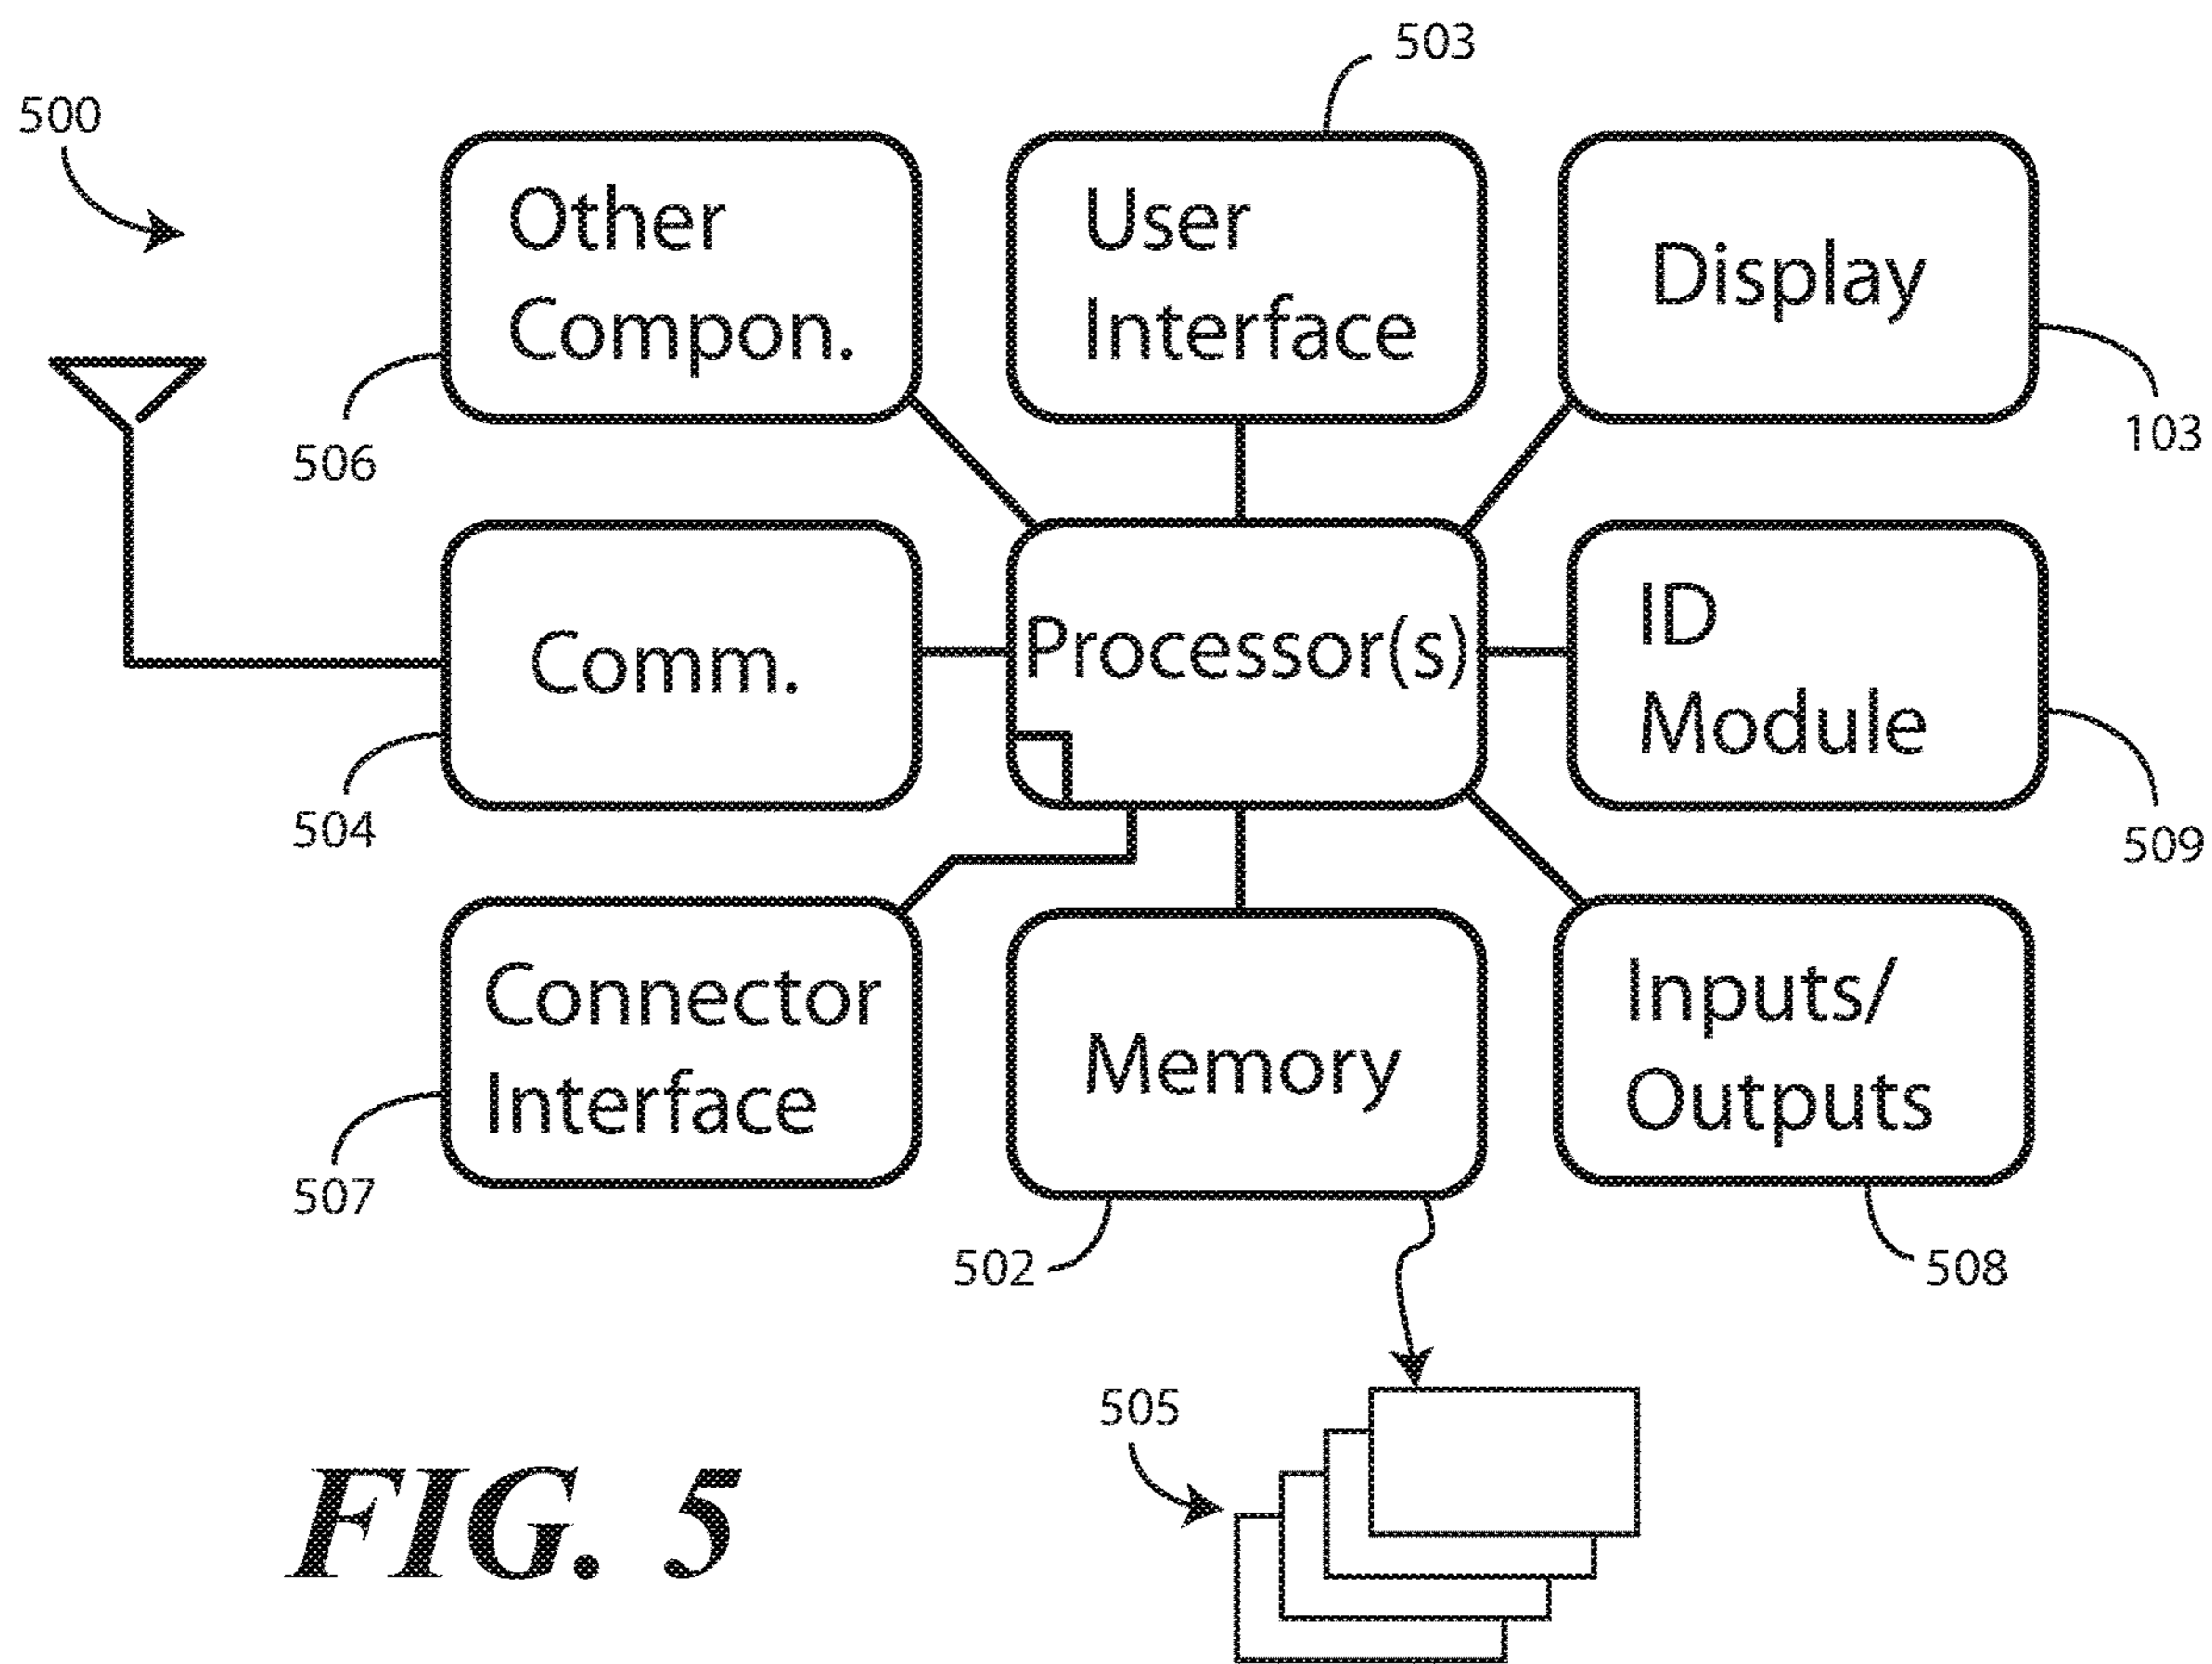 503
500
Other
Compon.
User
Interface
Display
506
103
Comm.
Processor(s)
ID
Module
504
509
Connector
Interface
Memory
Inputs/
Outputs
507
502
508
505
FIG. 5